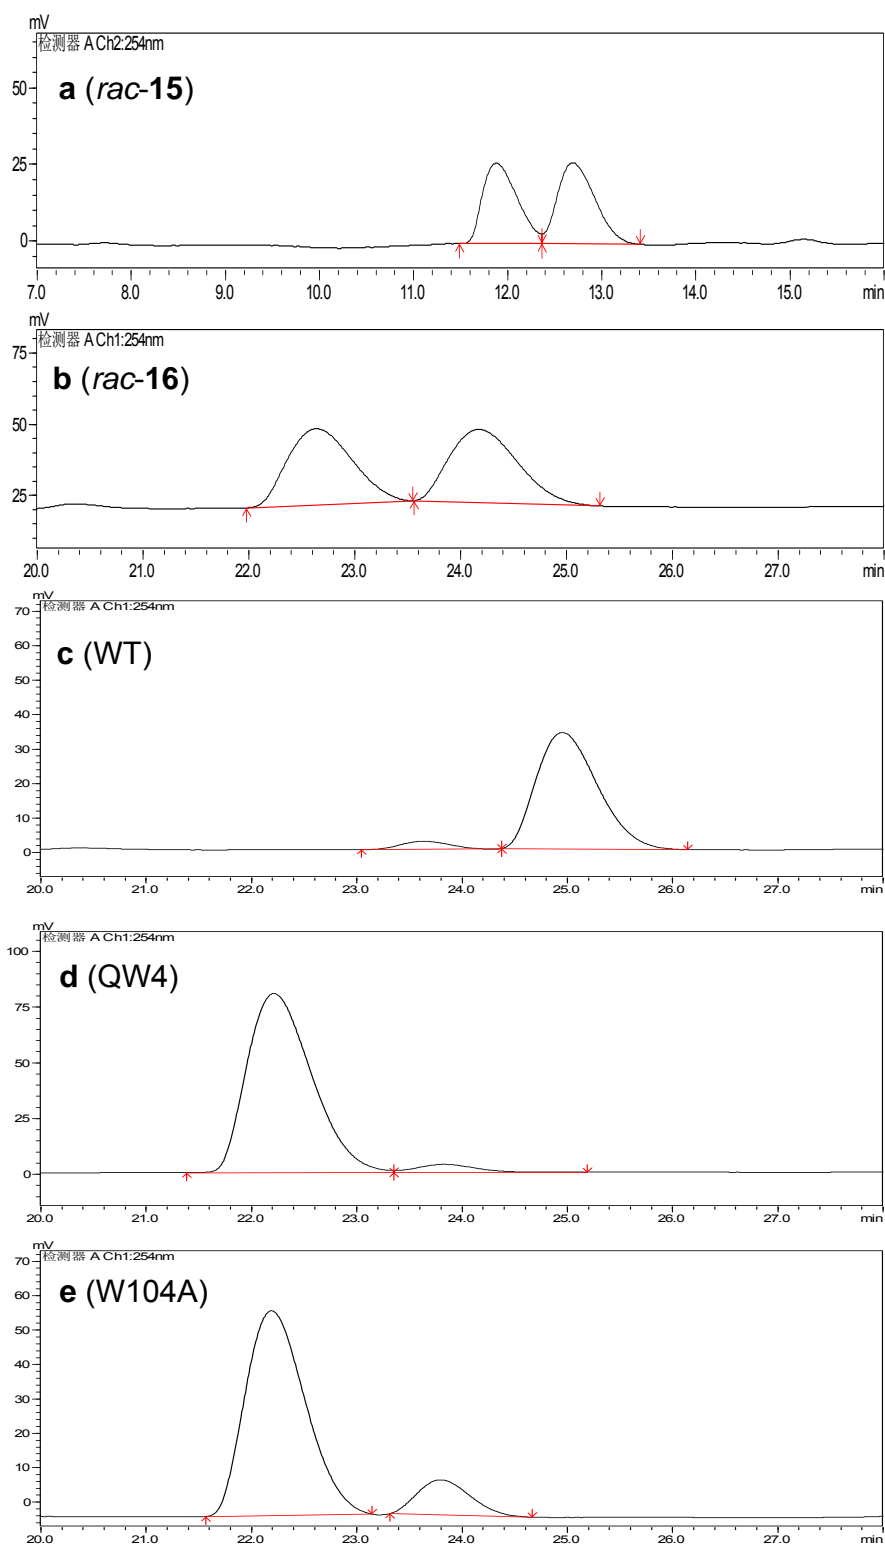 mV
检测器 A Ch2:254nm
a (rac-15)
50
25
0
7.0 8.0 9.0 10.0 11.0 12.0 13.0 14.0 15.0 min
mV
检测器 A Ch1:254nm
75
b (rac-16)
50
25
20.0 21.0 22.0 23.0 24.0 25.0 26.0 27.0 min
mV
检测器 A Ch1:254nm
70
60
c (WT)
50
40
30
20
10
0
20.0 21.0 22.0 23.0 24.0 25.0 26.0 27.0 min
mV
检测器 A Ch1:254nm
100
d (QW4)
75
50
25
0
20.0 21.0 22.0 23.0 24.0 25.0 26.0 27.0 min
mV
检测器 A Ch1:254nm
70
e (W104A)
60
50
40
30
20
10
0
20.0 21.0 22.0 23.0 24.0 25.0 26.0 27.0 min